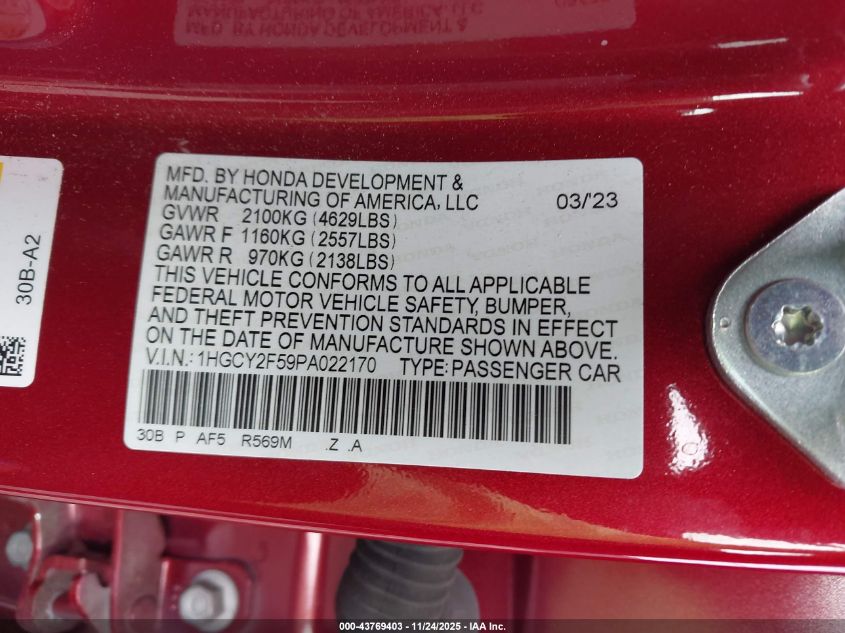 MFD. BY HONDA DEVELOPMENT &
MANUFACTURING OF AMERICA, LLC 03/'23
GVWR 2100KG (4629LBS)
GAWR F 1160KG (2557LBS)
GAWR R 970KG (2138LBS)
THIS VEHICLE CONFORMS TO ALL APPLICABLE
FEDERAL MOTOR VEHICLE SAFETY, BUMPER,
AND THEFT PREVENTION STANDARDS IN EFFECT
ON THE DATE OF MANUFACTURE SHOWN ABOVE.
V.I.N.: 1HGCY2F59PA022170 TYPE: PASSENGER CAR
30B P AF5 R569M .Z .A
30B-A2
000-43769403 - 11/24/2025 - IAA Inc.